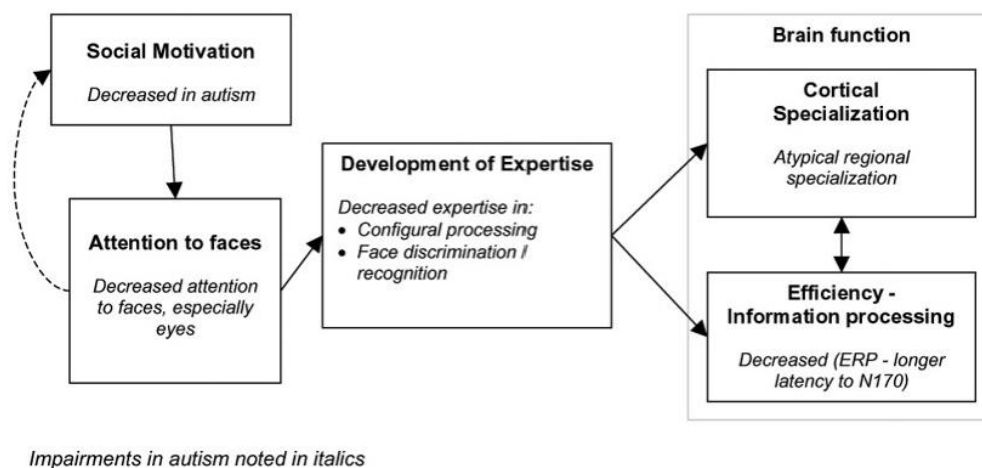 Social Motivation
Decreased in autism
Attention to faces
Decreased attention
to faces, especially
eyes
Development of Expertise
Decreased expertise in:
• Configural processing
• Face discrimination /
recognition
Brain function
Cortical
Specialization
Atypical regional
specialization
Efficiency -
Information processing
Decreased (ERP - longer
latency to N170)
Impairments in autism noted in italics